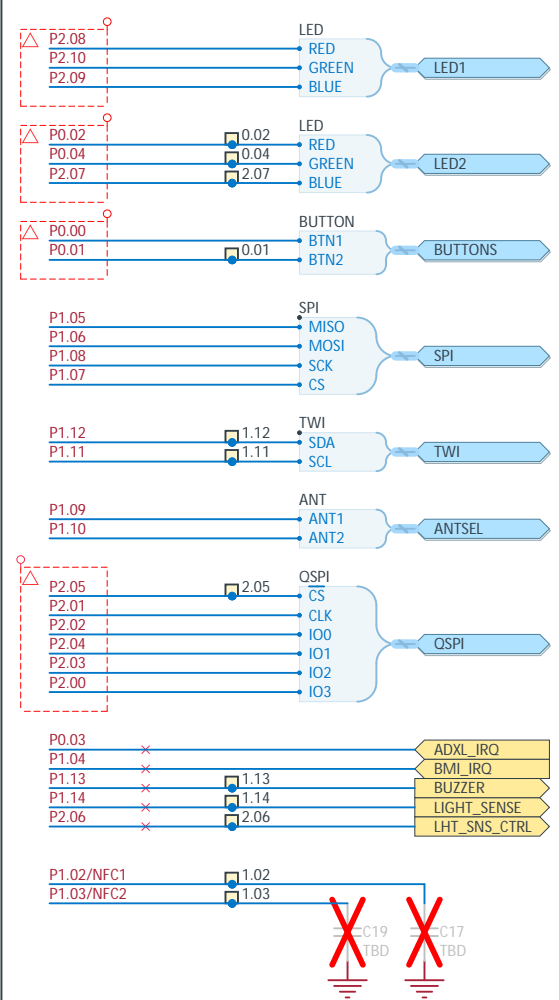 LED
P2.08 RED
P2.10 GREEN LED1
P2.09 BLUE
LED
P0.02 0.02 RED
P0.04 0.04 GREEN LED2
P2.07 2.07 BLUE
BUTTON
P0.00 BTN1
BUTTONS
P0.01 0.01 BTN2
SPI
P1.05 MISO
P1.06 MOSI
SPI
P1.08 SCK
P1.07 CS
TWI
P1.12 1.12 SDA
TWI
P1.11 1.11 SCL
ANT
P1.09 ANT1
ANTSEL
P1.10 ANT2
QSPI
P2.05 2.05 CS
P2.01 CLK
P2.02 IO0
QSPI
P2.04 IO1
P2.03 IO2
P2.00 IO3
P0.03 ADXL_IRQ
P1.04 BMI_IRQ
P1.13 1.13 BUZZER
P1.14 1.14 LIGHT_SENSE
P2.06 2.06 LHT_SNS_CTRL
P1.02/NFC1 1.02
P1.03/NFC2 1.03
C19 C17
TBD TBD